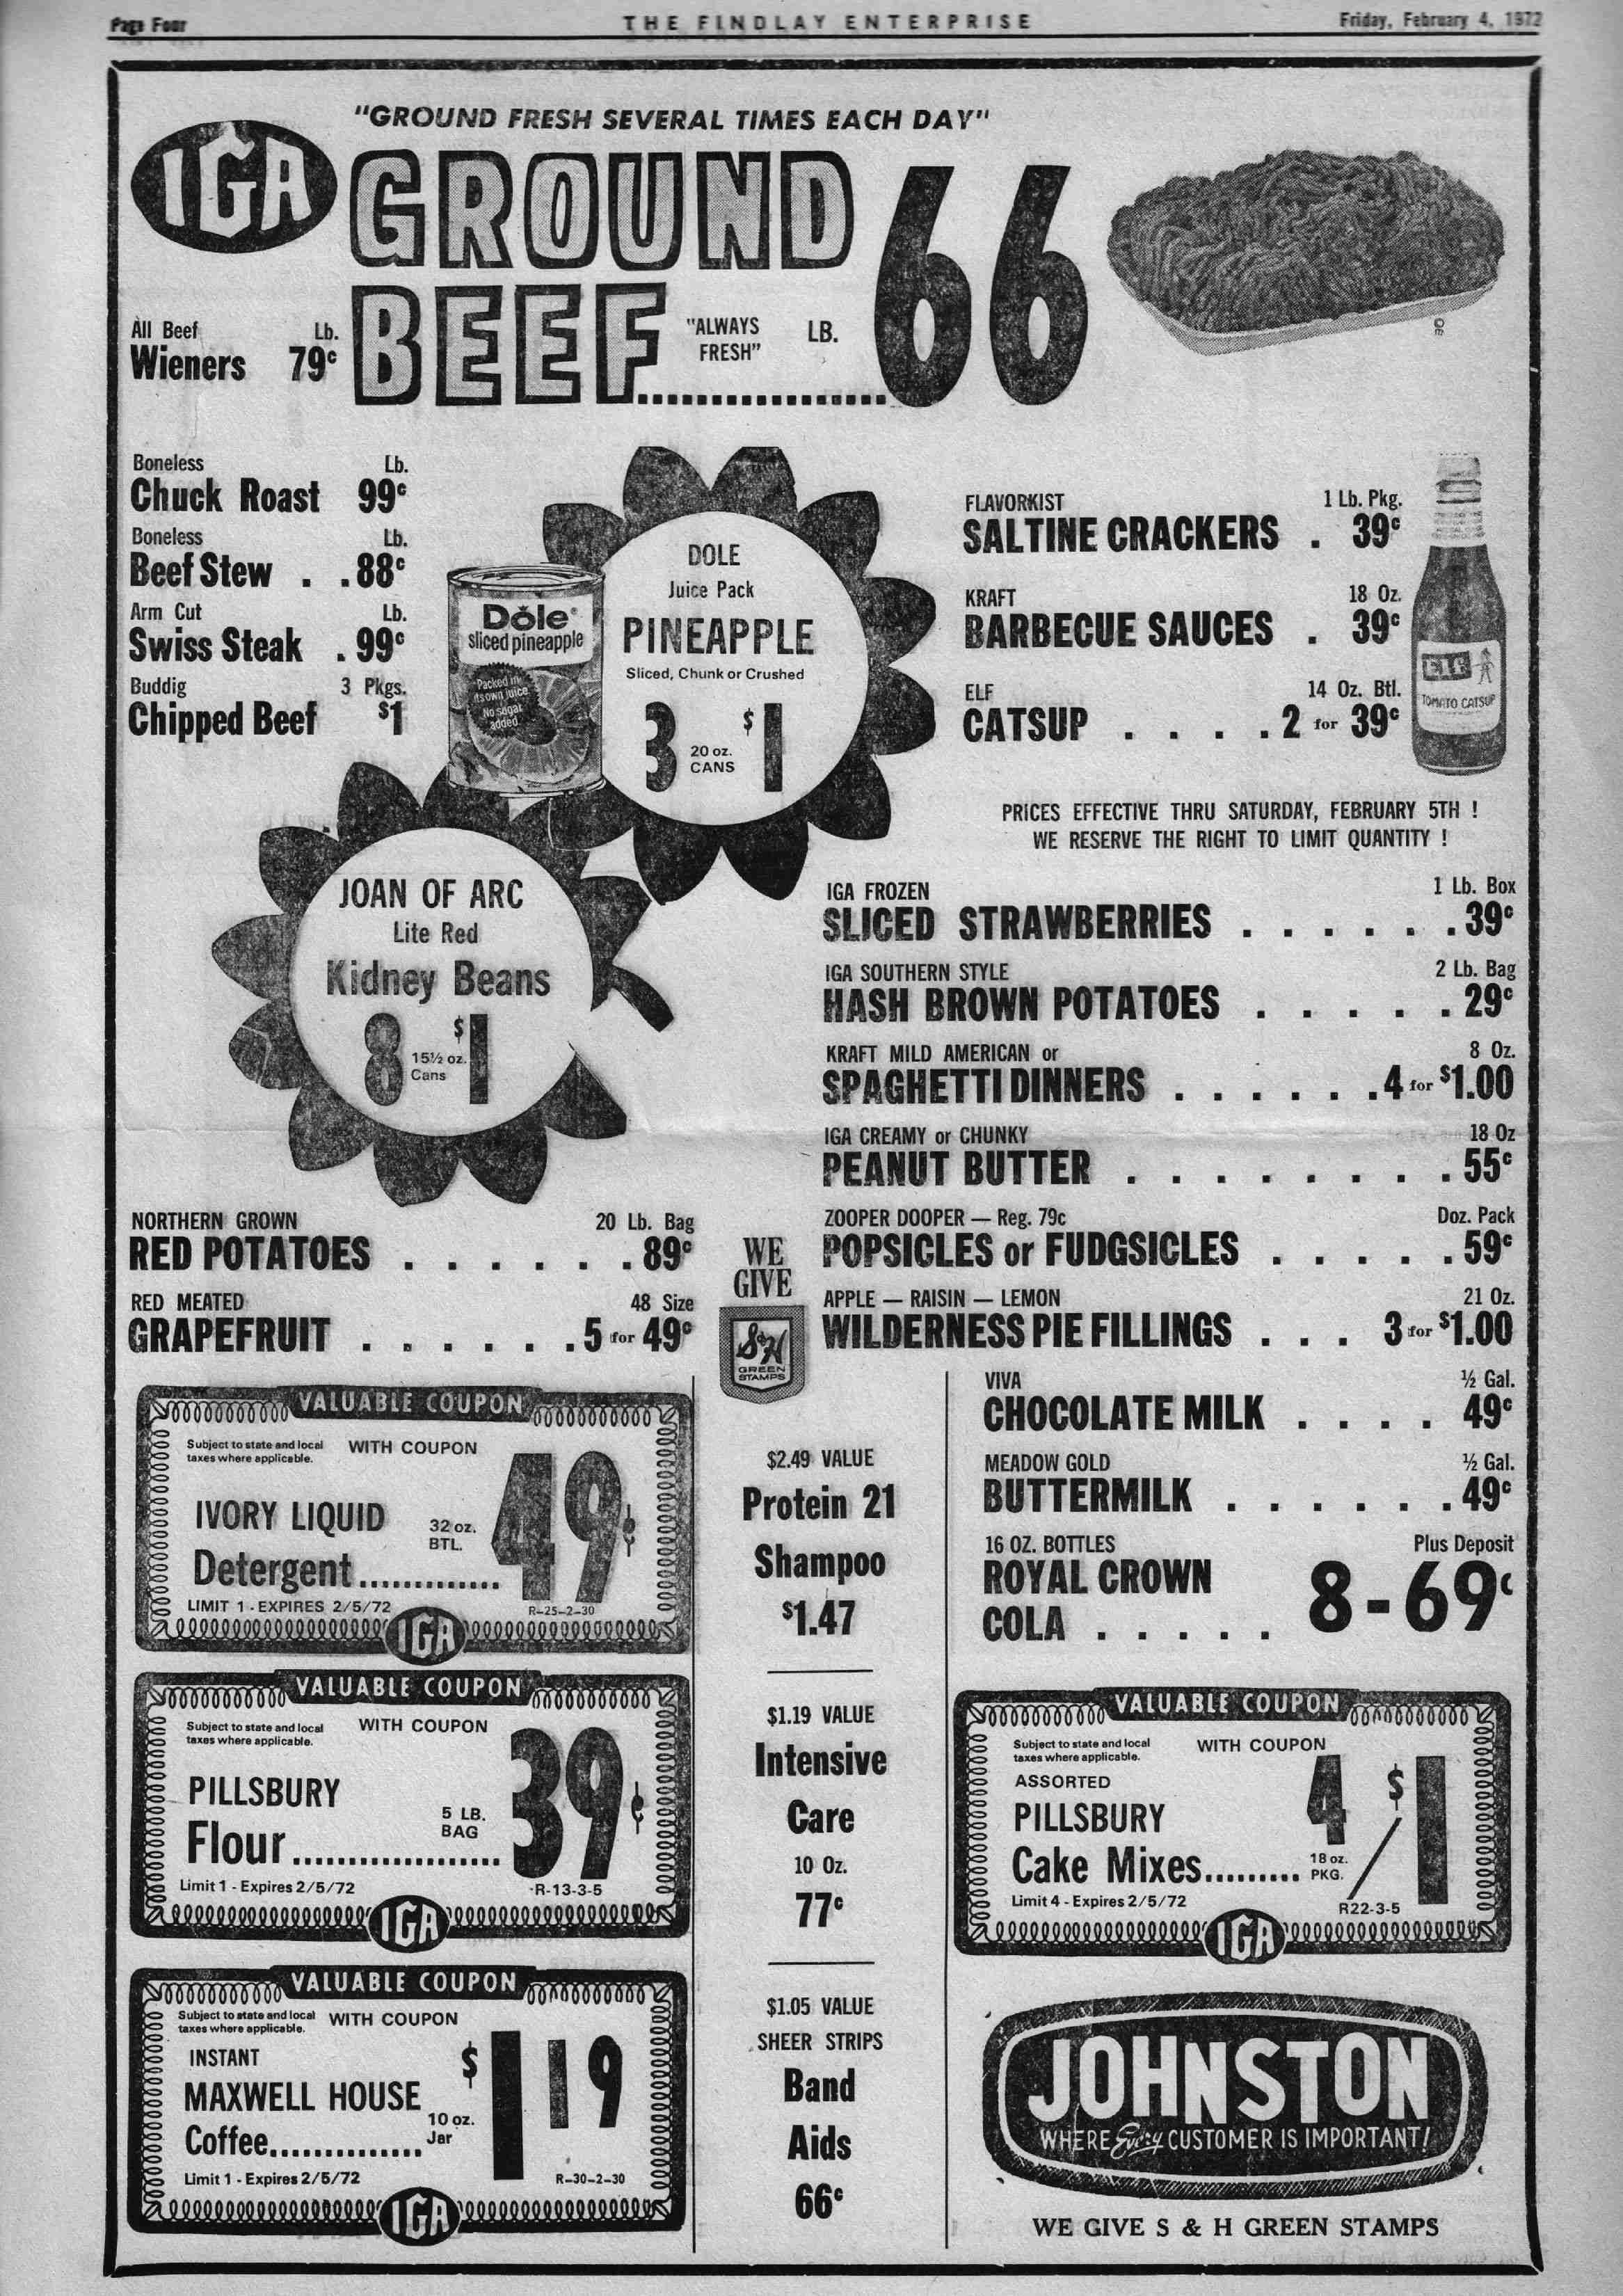 Page Four
THE FINDLAY ENTERPRISE
Friday, February 4, 1972
"GROUND FRESH SEVERAL TIMES EACH DAY"
IGA
GROUND
BEEF
"ALWAYS
FRESH"
LB.
66
OE
All Beef Lb.
Wieners 79¢
Boneless Lb.
Chuck Roast 99¢
Boneless Lb.
Beef Stew . . 88¢
Arm Cut Lb.
Swiss Steak . 99¢
Buddig 3 Pkgs.
Chipped Beef $1
Dole®
sliced pineapple
Packed in
its own juice
No sugar
added
DOLE
Juice Pack
PINEAPPLE
Sliced, Chunk or Crushed
3 20 oz. CANS $1
FLAVORKIST 1 Lb. Pkg.
SALTINE CRACKERS . 39¢
KRAFT 18 Oz.
BARBECUE SAUCES . 39¢
ELF 14 Oz. Btl.
CATSUP . . . . . 2 for 39¢
ELF
TOMATO CATSUP
PRICES EFFECTIVE THRU SATURDAY, FEBRUARY 5TH !
WE RESERVE THE RIGHT TO LIMIT QUANTITY !
JOAN OF ARC
Lite Red
Kidney Beans
8 15½ oz. Cans $1
IGA FROZEN 1 Lb. Box
SLICED STRAWBERRIES . . . . . . . 39¢
IGA SOUTHERN STYLE 2 Lb. Bag
HASH BROWN POTATOES . . . . . . 29¢
KRAFT MILD AMERICAN or 8 Oz.
SPAGHETTI DINNERS . . . . . . . 4 for $1.00
IGA CREAMY or CHUNKY 18 Oz
PEANUT BUTTER . . . . . . . . . 55¢
ZOOPER DOOPER — Reg. 79c Doz. Pack
POPSICLES or FUDGSICLES . . . . . . 59¢
APPLE — RAISIN — LEMON 21 Oz.
WILDERNESS PIE FILLINGS . . . 3 for $1.00
NORTHERN GROWN 20 Lb. Bag
RED POTATOES . . . . . . . 89¢
RED MEATED 48 Size
GRAPEFRUIT . . . . . . . 5 for 49¢
WE
GIVE
S&H
GREEN
STAMPS
VALUABLE COUPON
Subject to state and local
taxes where applicable.
WITH COUPON
IVORY LIQUID
Detergent............. 32 oz. BTL. 49¢
LIMIT 1 - EXPIRES 2/5/72 R-25-2-30
IGA
VALUABLE COUPON
Subject to state and local
taxes where applicable.
WITH COUPON
PILLSBURY
Flour.................... 5 LB. BAG 39¢
Limit 1 - Expires 2/5/72 R-13-3-5
IGA
VALUABLE COUPON
Subject to state and local
taxes where applicable.
WITH COUPON
INSTANT
MAXWELL HOUSE
Coffee............... 10 oz. Jar $1 19
Limit 1 - Expires 2/5/72 R-30-2-30
IGA
$2.49 VALUE
Protein 21
Shampoo
$1.47
$1.19 VALUE
Intensive
Care
10 Oz.
77¢
$1.05 VALUE
SHEER STRIPS
Band
Aids
66¢
VIVA ½ Gal.
CHOCOLATE MILK . . . . 49¢
MEADOW GOLD ½ Gal.
BUTTERMILK . . . . . . . 49¢
16 OZ. BOTTLES Plus Deposit
ROYAL CROWN
COLA . . . . . 8-69¢
VALUABLE COUPON
Subject to state and local
taxes where applicable.
WITH COUPON
ASSORTED
PILLSBURY
Cake Mixes......... 18 oz. PKG. 4/$1
Limit 4 - Expires 2/5/72 R22-3-5
IGA
JOHNSTON
WHERE Every CUSTOMER IS IMPORTANT!
WE GIVE S & H GREEN STAMPS